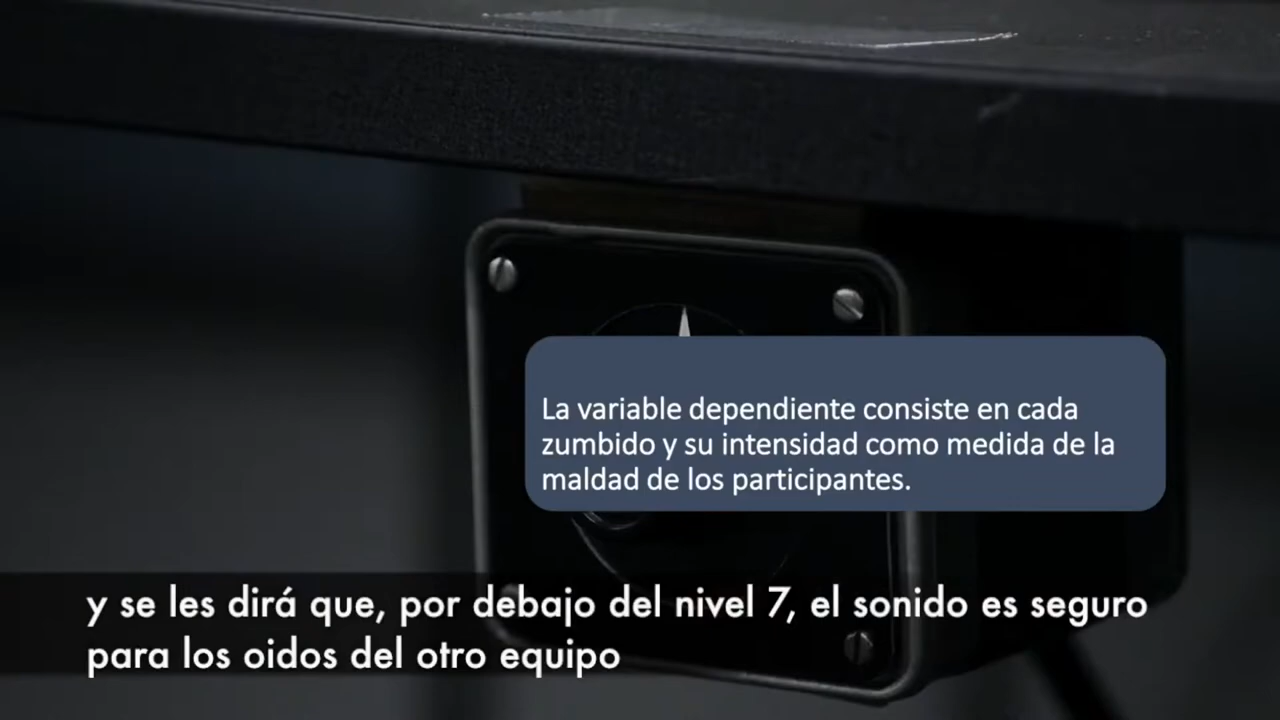 La variable dependiente consiste en cada
zumbido y su intensidad como medida de la
maldad de los participantes.
y se les dirá que, por debajo del nivel 7, el sonido es seguro
para los oidos del otro equipo